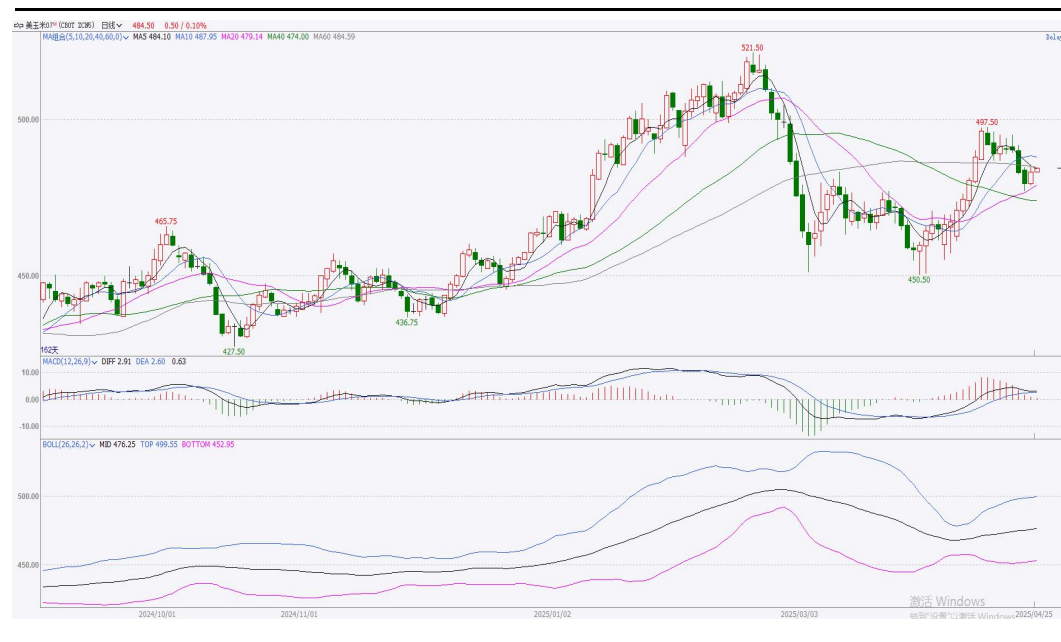 美玉米07 (CBOT ZCN5) 日线 484.50 0.50 / 0.10%
MA组合(5,10,20,40,60,0) MA5 484.10 MA10 487.95 MA20 479.14 MA40 474.00 MA60 484.59
521.50
500.00
497.50
465.75
450.00
450.50
436.75
427.50
162天
MACD(12,26,9) DIFF 2.91 DEA 2.60 0.63
10.00
0.00
-10.00
BOLL(26,26,2) MID 476.25 TOP 499.55 BOTTOM 452.95
500.00
450.00
激活 Windows
2024/10/01 2024/11/01 2025/01/02 2025/03/03 2025/04/25